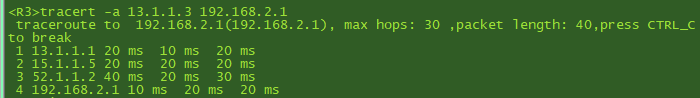 <R3>tracert -a 13.1.1.3 192.168.2.1
traceroute to  192.168.2.1(192.168.2.1), max hops: 30 ,packet length: 40,press CTRL_C
to break
1 13.1.1.1 20 ms  10 ms  20 ms
2 15.1.1.5 20 ms  20 ms  20 ms
3 52.1.1.2 40 ms  20 ms  30 ms
4 192.168.2.1 10 ms  20 ms  20 ms